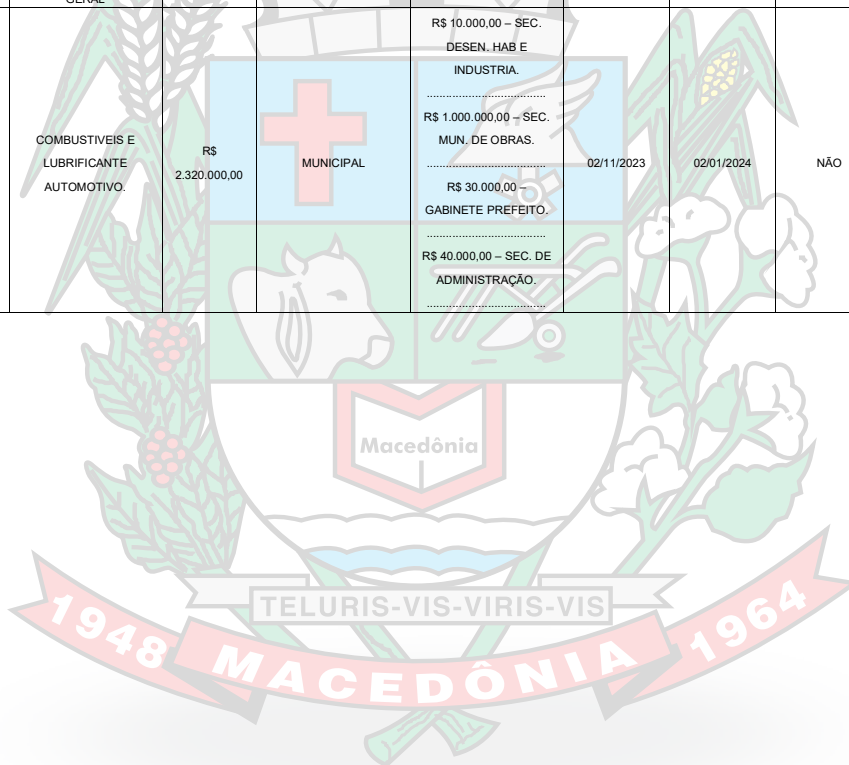 GERAL
COMBUSTIVEIS E
LUBRIFICANTE
AUTOMOTIVO.
R$
2.320.000,00
MUNICIPAL
R$ 10.000,00 – SEC.
DESEN. HAB E
INDUSTRIA.
......................................
R$ 1.000.000,00 – SEC.
MUN. DE OBRAS.
......................................
R$ 30.000,00 –
GABINETE PREFEITO.
......................................
R$ 40.000,00 – SEC. DE
ADMINISTRAÇÃO.
......................................
02/11/2023
02/01/2024
NÃO
Macedônia
TELURIS-VIS-VIRIS-VIS
1948 MACEDÔNIA 1964